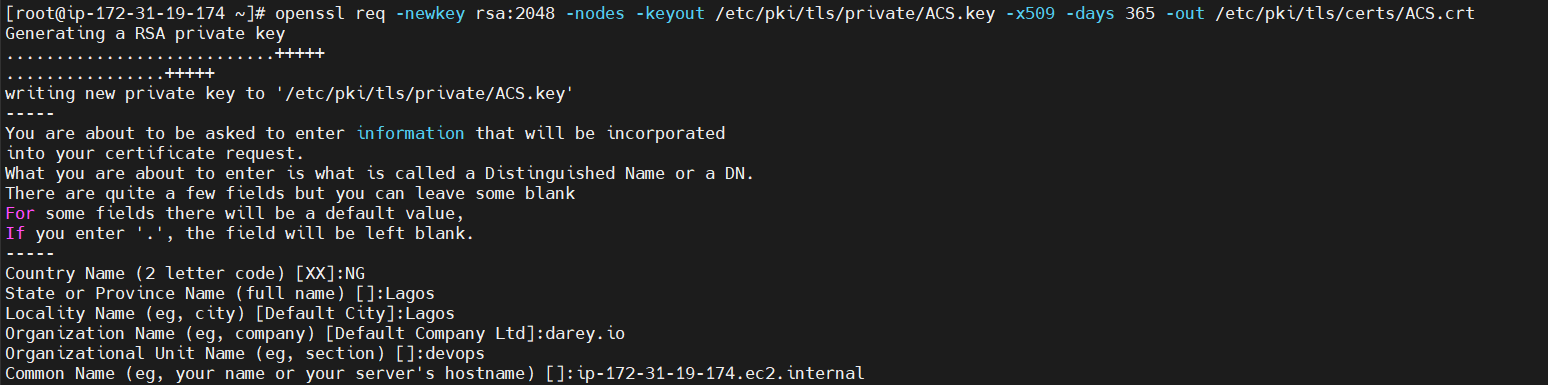 [root@ip-172-31-19-174 ~]# openssl req -newkey rsa:2048 -nodes -keyout /etc/pki/tls/private/ACS.key -x509 -days 365 -out /etc/pki/tls/certs/ACS.crt
Generating a RSA private key
...........................+++++
................+++++
writing new private key to '/etc/pki/tls/private/ACS.key'
-----
You are about to be asked to enter information that will be incorporated
into your certificate request.
What you are about to enter is what is called a Distinguished Name or a DN.
There are quite a few fields but you can leave some blank
For some fields there will be a default value,
If you enter '.', the field will be left blank.
-----
Country Name (2 letter code) [XX]:NG
State or Province Name (full name) []:Lagos
Locality Name (eg, city) [Default City]:Lagos
Organization Name (eg, company) [Default Company Ltd]:darey.io
Organizational Unit Name (eg, section) []:devops
Common Name (eg, your name or your server's hostname) []:ip-172-31-19-174.ec2.internal